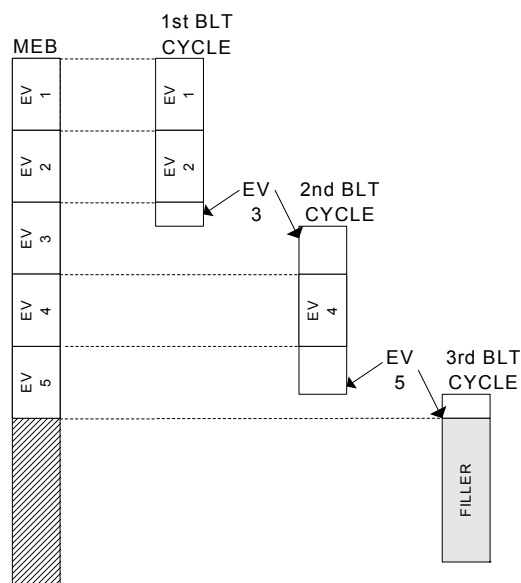 1st BLT
CYCLE
MEB
EV
1
EV
1
EV
2
EV
2
EV
3
2nd BLT
CYCLE
EV
3
EV
4
EV
4
EV
5
EV
5
3rd BLT
CYCLE
FILLER